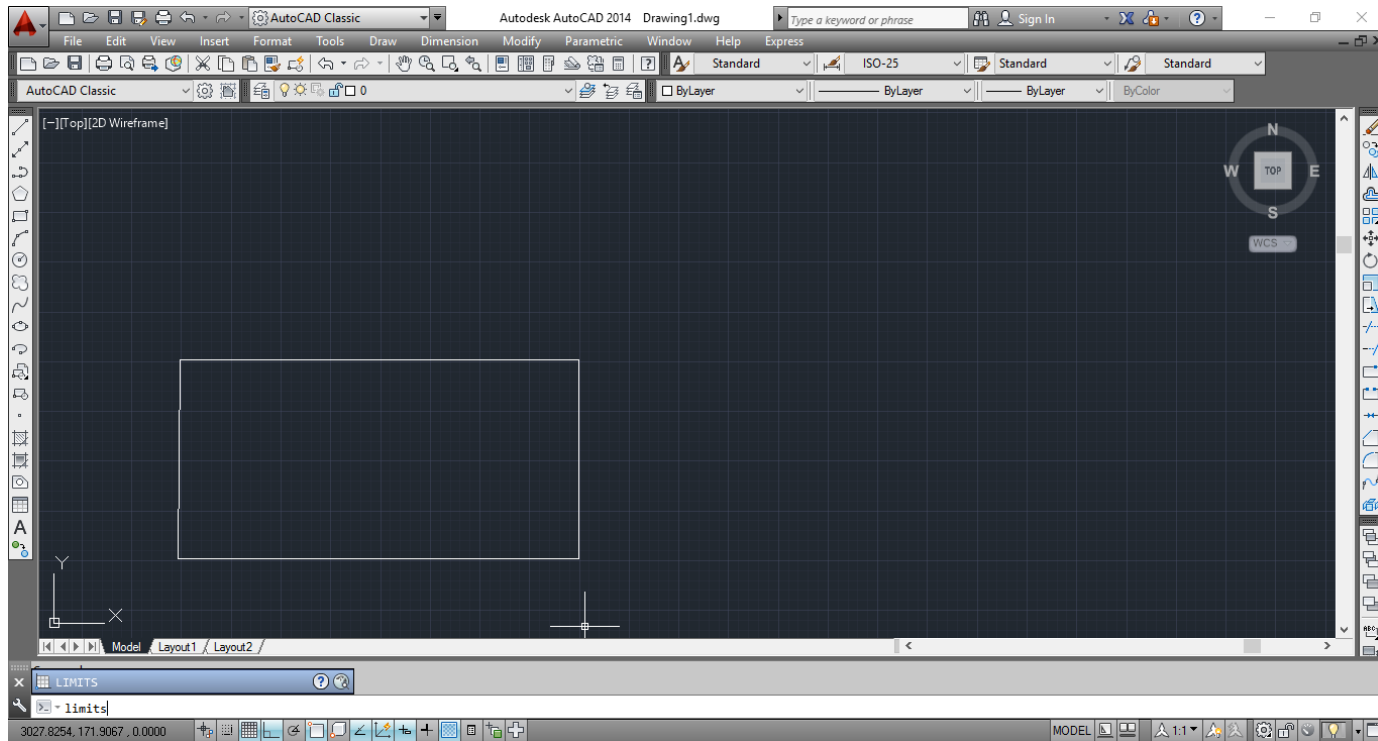 AutoCAD Classic Autodesk AutoCAD 2014 Drawing1.dwg Type a keyword or phrase Sign In
File Edit View Insert Format Tools Draw Dimension Modify Parametric Window Help Express
Standard ISO-25 Standard Standard
AutoCAD Classic 0 ByLayer ByLayer ByLayer ByColor
[−][Top][2D Wireframe]
N
W TOP E
S
WCS
Y
X
Model Layout1 Layout2
LIMITS
limits
3027.8254, 171.9067 , 0.0000 MODEL 1:1
A